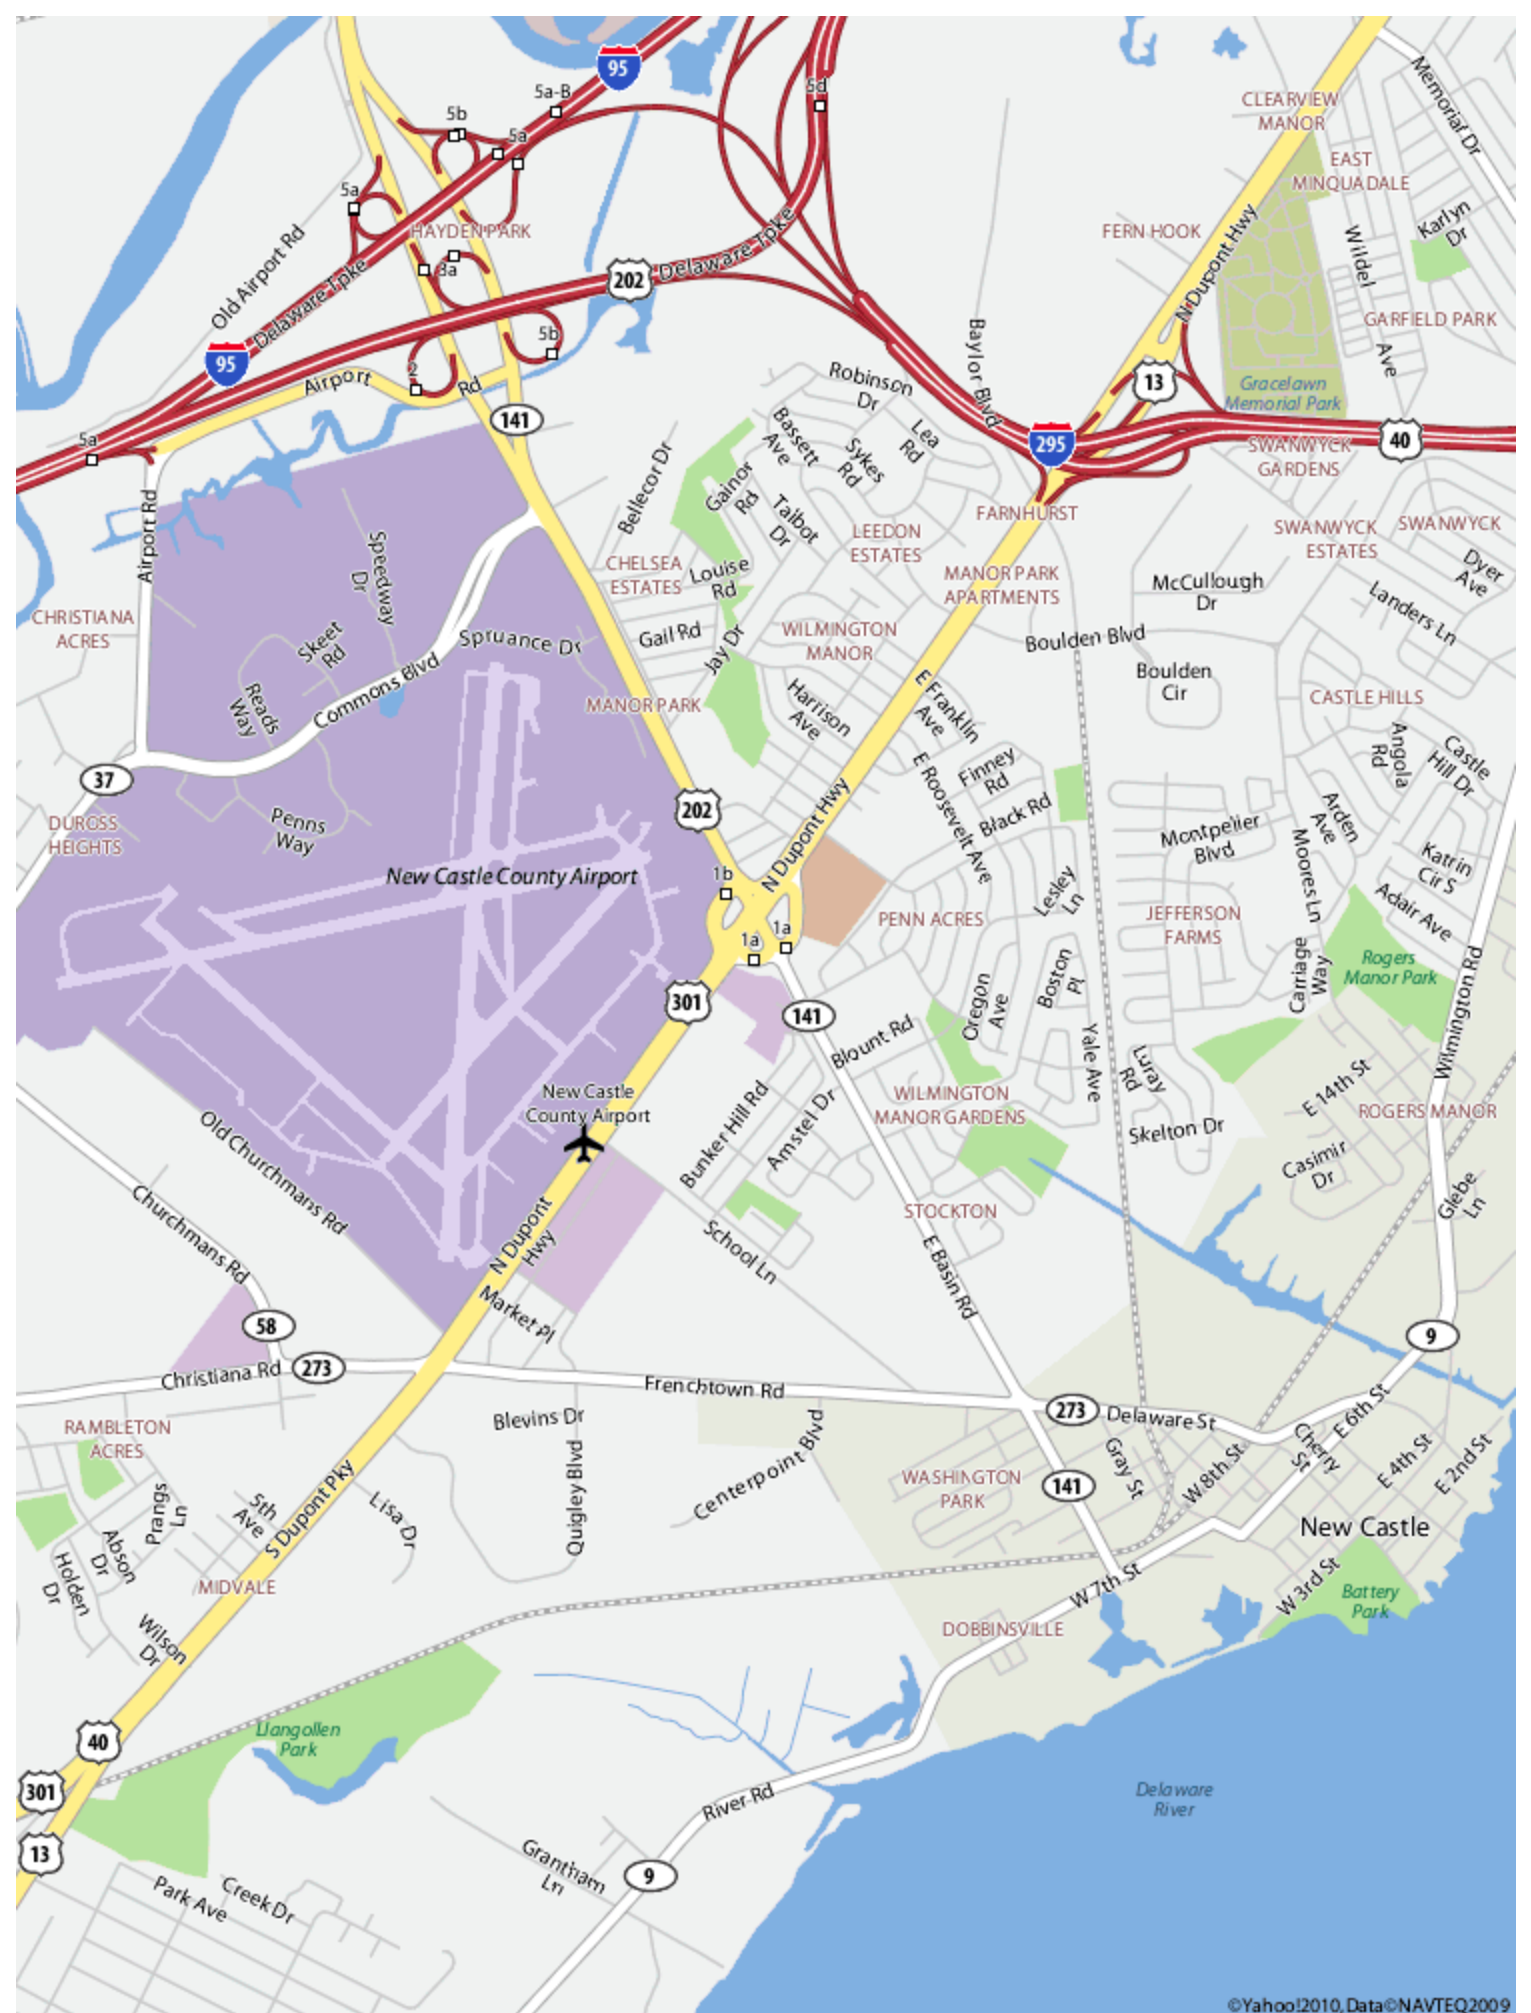 95
5a-B
5b
5a
5d
CLEARVIEW
MANOR
Memorial Dr
EAST
MINQUADALE
5a
HAYDEN PARK
FERN HOOK
Karlyn
Dr
Old Airport Rd
3a
Delaware Tpke
202
Delaware Tpke
N Dupont Hwy
Wildel
Ave
GARFIELD PARK
95
5b
2
Airport
Rd
141
Robinson
Dr
Baylor Blvd
13
Gracelawn
Memorial Park
5a
Bassett
Ave
Lea
Rd
Sykes
Rd
295
40
SWANWYCK
GARDENS
Bellecor Dr
Gainor
Rd
Talbot
Dr
FARNHURST
Airport Rd
LEEDON
ESTATES
SWANWYCK
ESTATES
SWANWYCK
Speedway
Dr
CHELSEA
ESTATES
Louise
Rd
MANOR PARK
APARTMENTS
McCullough
Dr
Dyer
Ave
Landers Ln
CHRISTIANA
ACRES
Skeet
Rd
Spruance Dr
Gail Rd
Jay Dr
WILMINGTON
MANOR
Boulden Blvd
Boulden
Cir
Reads
Way
Commons Blvd
MANOR PARK
Harrison
Ave
E Franklin
Ave
CASTLE HILLS
37
Finney
Rd
Angola
Rd
Castle
Hill Dr
202
E Roosevelt Ave
Black Rd
DUROSS
HEIGHTS
Penns
Way
N Dupont Hwy
Montpelier
Blvd
Arden
Ave
Moores Ln
Katrin
Cir S
New Castle County Airport
1b
Lesley
Ln
PENN ACRES
JEFFERSON
FARMS
Adair Ave
1a
1a
Carriage
Way
Rogers
Manor Park
Wilmington Rd
301
141
Blount Rd
Oregon
Ave
Boston
Pl
Yale Ave
Luray
Rd
New Castle
County Airport
Bunker Hill Rd
Amstel Dr
WILMINGTON
MANOR GARDENS
Skelton Dr
E 14th St
ROGERS MANOR
Old Churchmans Rd
Casimir
Dr
Glebe
Ln
Churchmans Rd
N Dupont
Hwy
School Ln
STOCKTON
E Basin Rd
Market Pl
58
9
Christiana Rd
273
Frenchtown Rd
273
Delaware St
E 6th St
RAMBLETON
ACRES
Blevins Dr
Quigley Blvd
Centerpoint Blvd
WASHINGTON
PARK
141
Gray St
W 8th St
Cherry
St
E 4th St
E 2nd St
Prangs
Ln
5th
Ave
S Dupont Pky
Lisa Dr
New Castle
Abson
Dr
Holden
Dr
MIDVALE
W 7th St
W 3rd St
Battery
Park
Wilson
Dr
DOBBINSVILLE
40
Llangollen
Park
301
River Rd
Delaware
River
13
Grantham
Ln
9
Park Ave
Creek Dr
©Yahoo!2010, Data©NAVTEQ2009